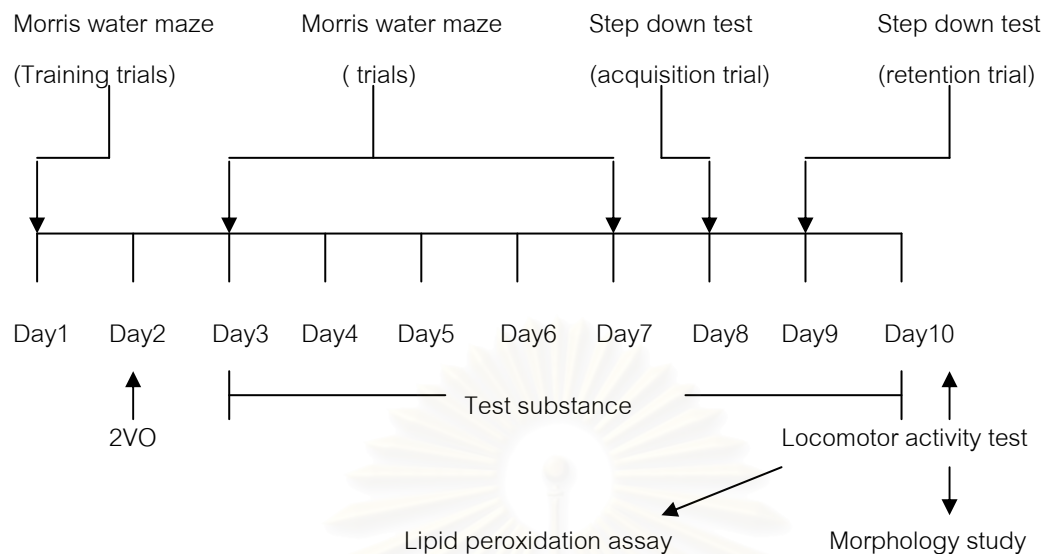 Morris water maze Morris water maze Step down test Step down test
(Training trials) ( trials) (acquisition trial) (retention trial)
Day1 Day2 Day3 Day4 Day5 Day6 Day7 Day8 Day9 Day10
Test substance
2VO Locomotor activity test
Lipid peroxidation assay Morphology study